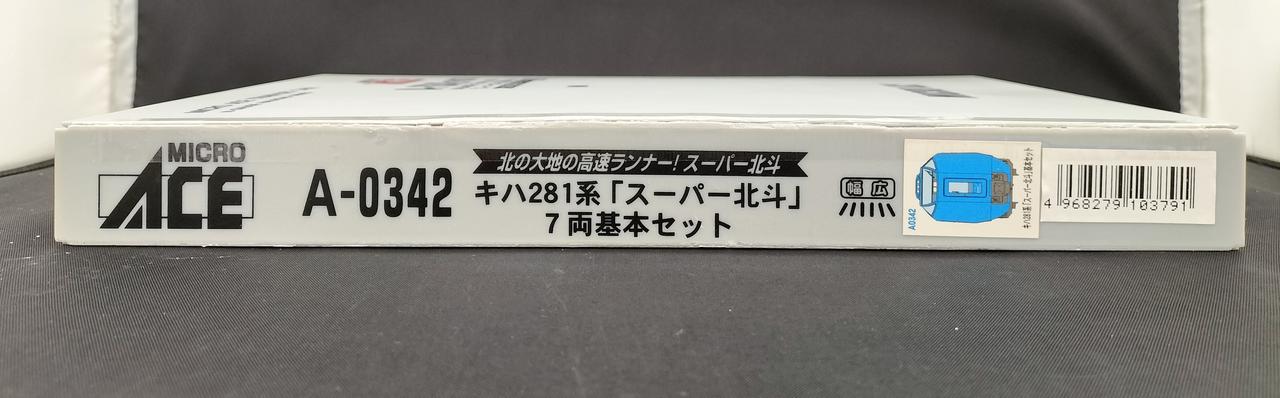 MICRO
ACE
A-0342
北の大地の高速ランナー! スーパー北斗
キハ281系「スーパー北斗」
7両基本セット
幅広
A0342
キハ281系「スーパー北斗」基本セット
4 968279 103791